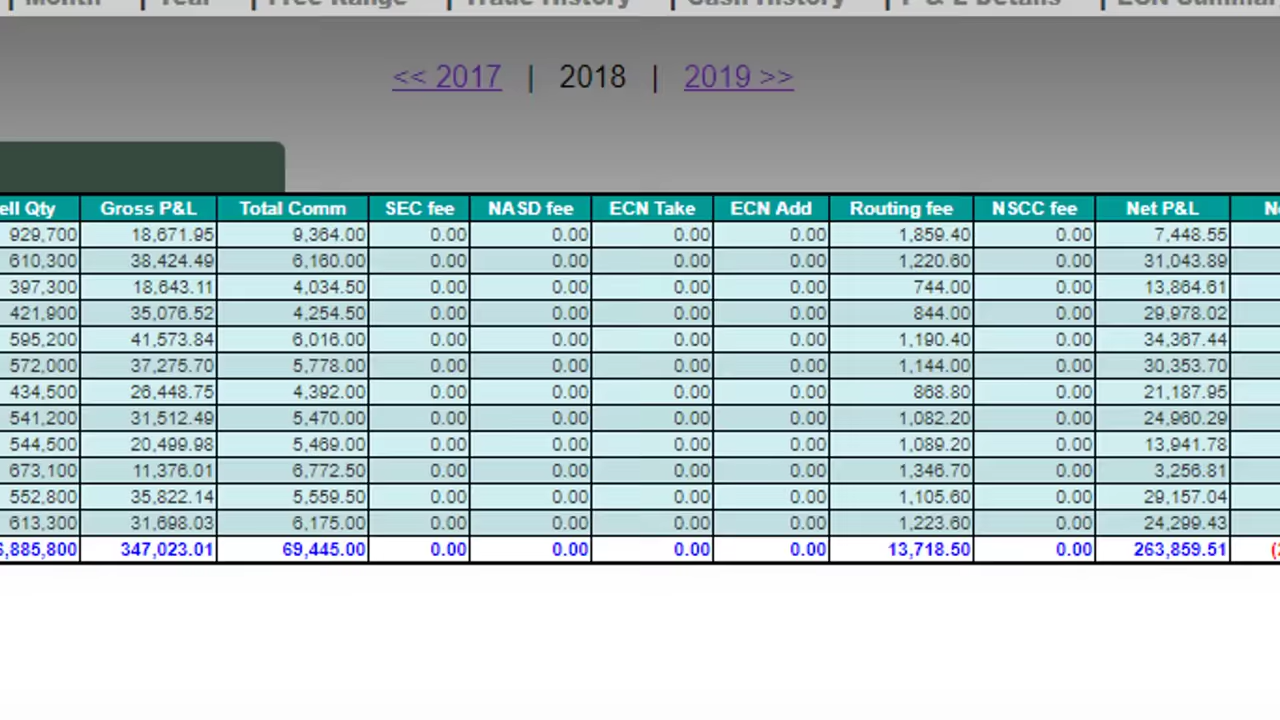 | Month | Year | Free Range | Trade History | Cash History | P & L Details | ECN Summary
<< 2017 | 2018 | 2019 >>
ell Qty Gross P&L Total Comm SEC fee NASD fee ECN Take ECN Add Routing fee NSCC fee Net P&L
929,700 18,671.95 9,364.00 0.00 0.00 0.00 0.00 1,859.40 0.00 7,448.55
610,300 38,424.49 6,160.00 0.00 0.00 0.00 0.00 1,220.60 0.00 31,043.89
397,300 18,643.11 4,034.50 0.00 0.00 0.00 0.00 744.00 0.00 13,864.61
421,900 35,076.52 4,254.50 0.00 0.00 0.00 0.00 844.00 0.00 29,978.02
595,200 41,573.84 6,016.00 0.00 0.00 0.00 0.00 1,190.40 0.00 34,367.44
572,000 37,275.70 5,778.00 0.00 0.00 0.00 0.00 1,144.00 0.00 30,353.70
434,500 26,448.75 4,392.00 0.00 0.00 0.00 0.00 868.80 0.00 21,187.95
541,200 31,512.49 5,470.00 0.00 0.00 0.00 0.00 1,082.20 0.00 24,960.29
544,500 20,499.98 5,469.00 0.00 0.00 0.00 0.00 1,089.20 0.00 13,941.78
673,100 11,376.01 6,772.50 0.00 0.00 0.00 0.00 1,346.70 0.00 3,256.81
552,800 35,822.14 5,559.50 0.00 0.00 0.00 0.00 1,105.60 0.00 29,157.04
613,300 31,698.03 6,175.00 0.00 0.00 0.00 0.00 1,223.60 0.00 24,299.43
6,885,800 347,023.01 69,445.00 0.00 0.00 0.00 0.00 13,718.50 0.00 263,859.51